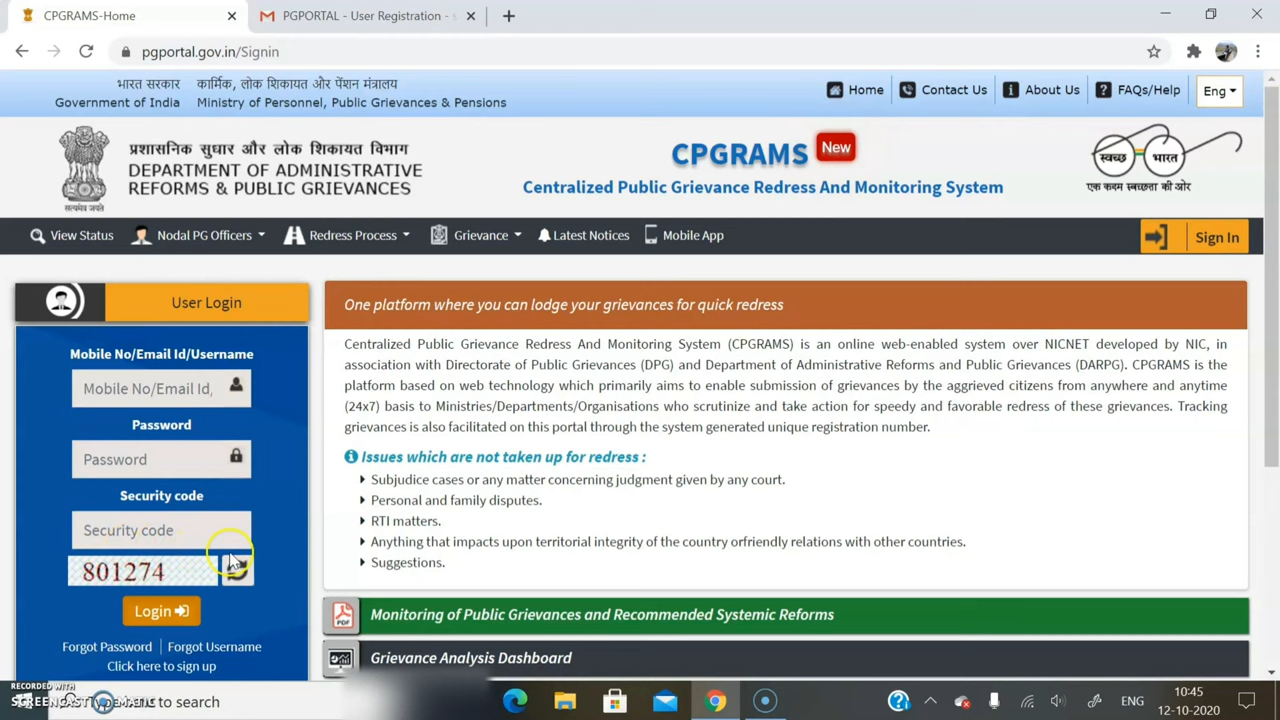 CPGRAMS-Home
PGPORTAL - User Registration -
pgportal.gov.in/Signin
भारत सरकार
कार्मिक, लोक शिकायत और पेंशन मंत्रालय
Government of India
Ministry of Personnel, Public Grievances & Pensions
Home
Contact Us
About Us
FAQs/Help
Eng
प्रशासनिक सुधार और लोक शिकायत विभाग
DEPARTMENT OF ADMINISTRATIVE
REFORMS & PUBLIC GRIEVANCES
सत्यमेव जयते
CPGRAMS New
Centralized Public Grievance Redress And Monitoring System
स्वच्छ भारत
एक कदम स्वच्छता की ओर
View Status
Nodal PG Officers
Redress Process
Grievance
Latest Notices
Mobile App
Sign In
User Login
Mobile No/Email Id/Username
Mobile No/Email Id,
Password
Password
Security code
Security code
801274
Login
Forgot Password | Forgot Username
Click here to sign up
One platform where you can lodge your grievances for quick redress
Centralized Public Grievance Redress And Monitoring System (CPGRAMS) is an online web-enabled system over NICNET developed by NIC, in
association with Directorate of Public Grievances (DPG) and Department of Administrative Reforms and Public Grievances (DARPG). CPGRAMS is the
platform based on web technology which primarily aims to enable submission of grievances by the aggrieved citizens from anywhere and anytime
(24x7) basis to Ministries/Departments/Organisations who scrutinize and take action for speedy and favorable redress of these grievances. Tracking
grievances is also facilitated on this portal through the system generated unique registration number.
Issues which are not taken up for redress :
Subjudice cases or any matter concerning judgment given by any court.
Personal and family disputes.
RTI matters.
Anything that impacts upon territorial integrity of the country orfriendly relations with other countries.
Suggestions.
Monitoring of Public Grievances and Recommended Systemic Reforms
PDF
Grievance Analysis Dashboard
RECORDED WITH
SCREENCAST MATIC
to search
ENG
10:45
12-10-2020